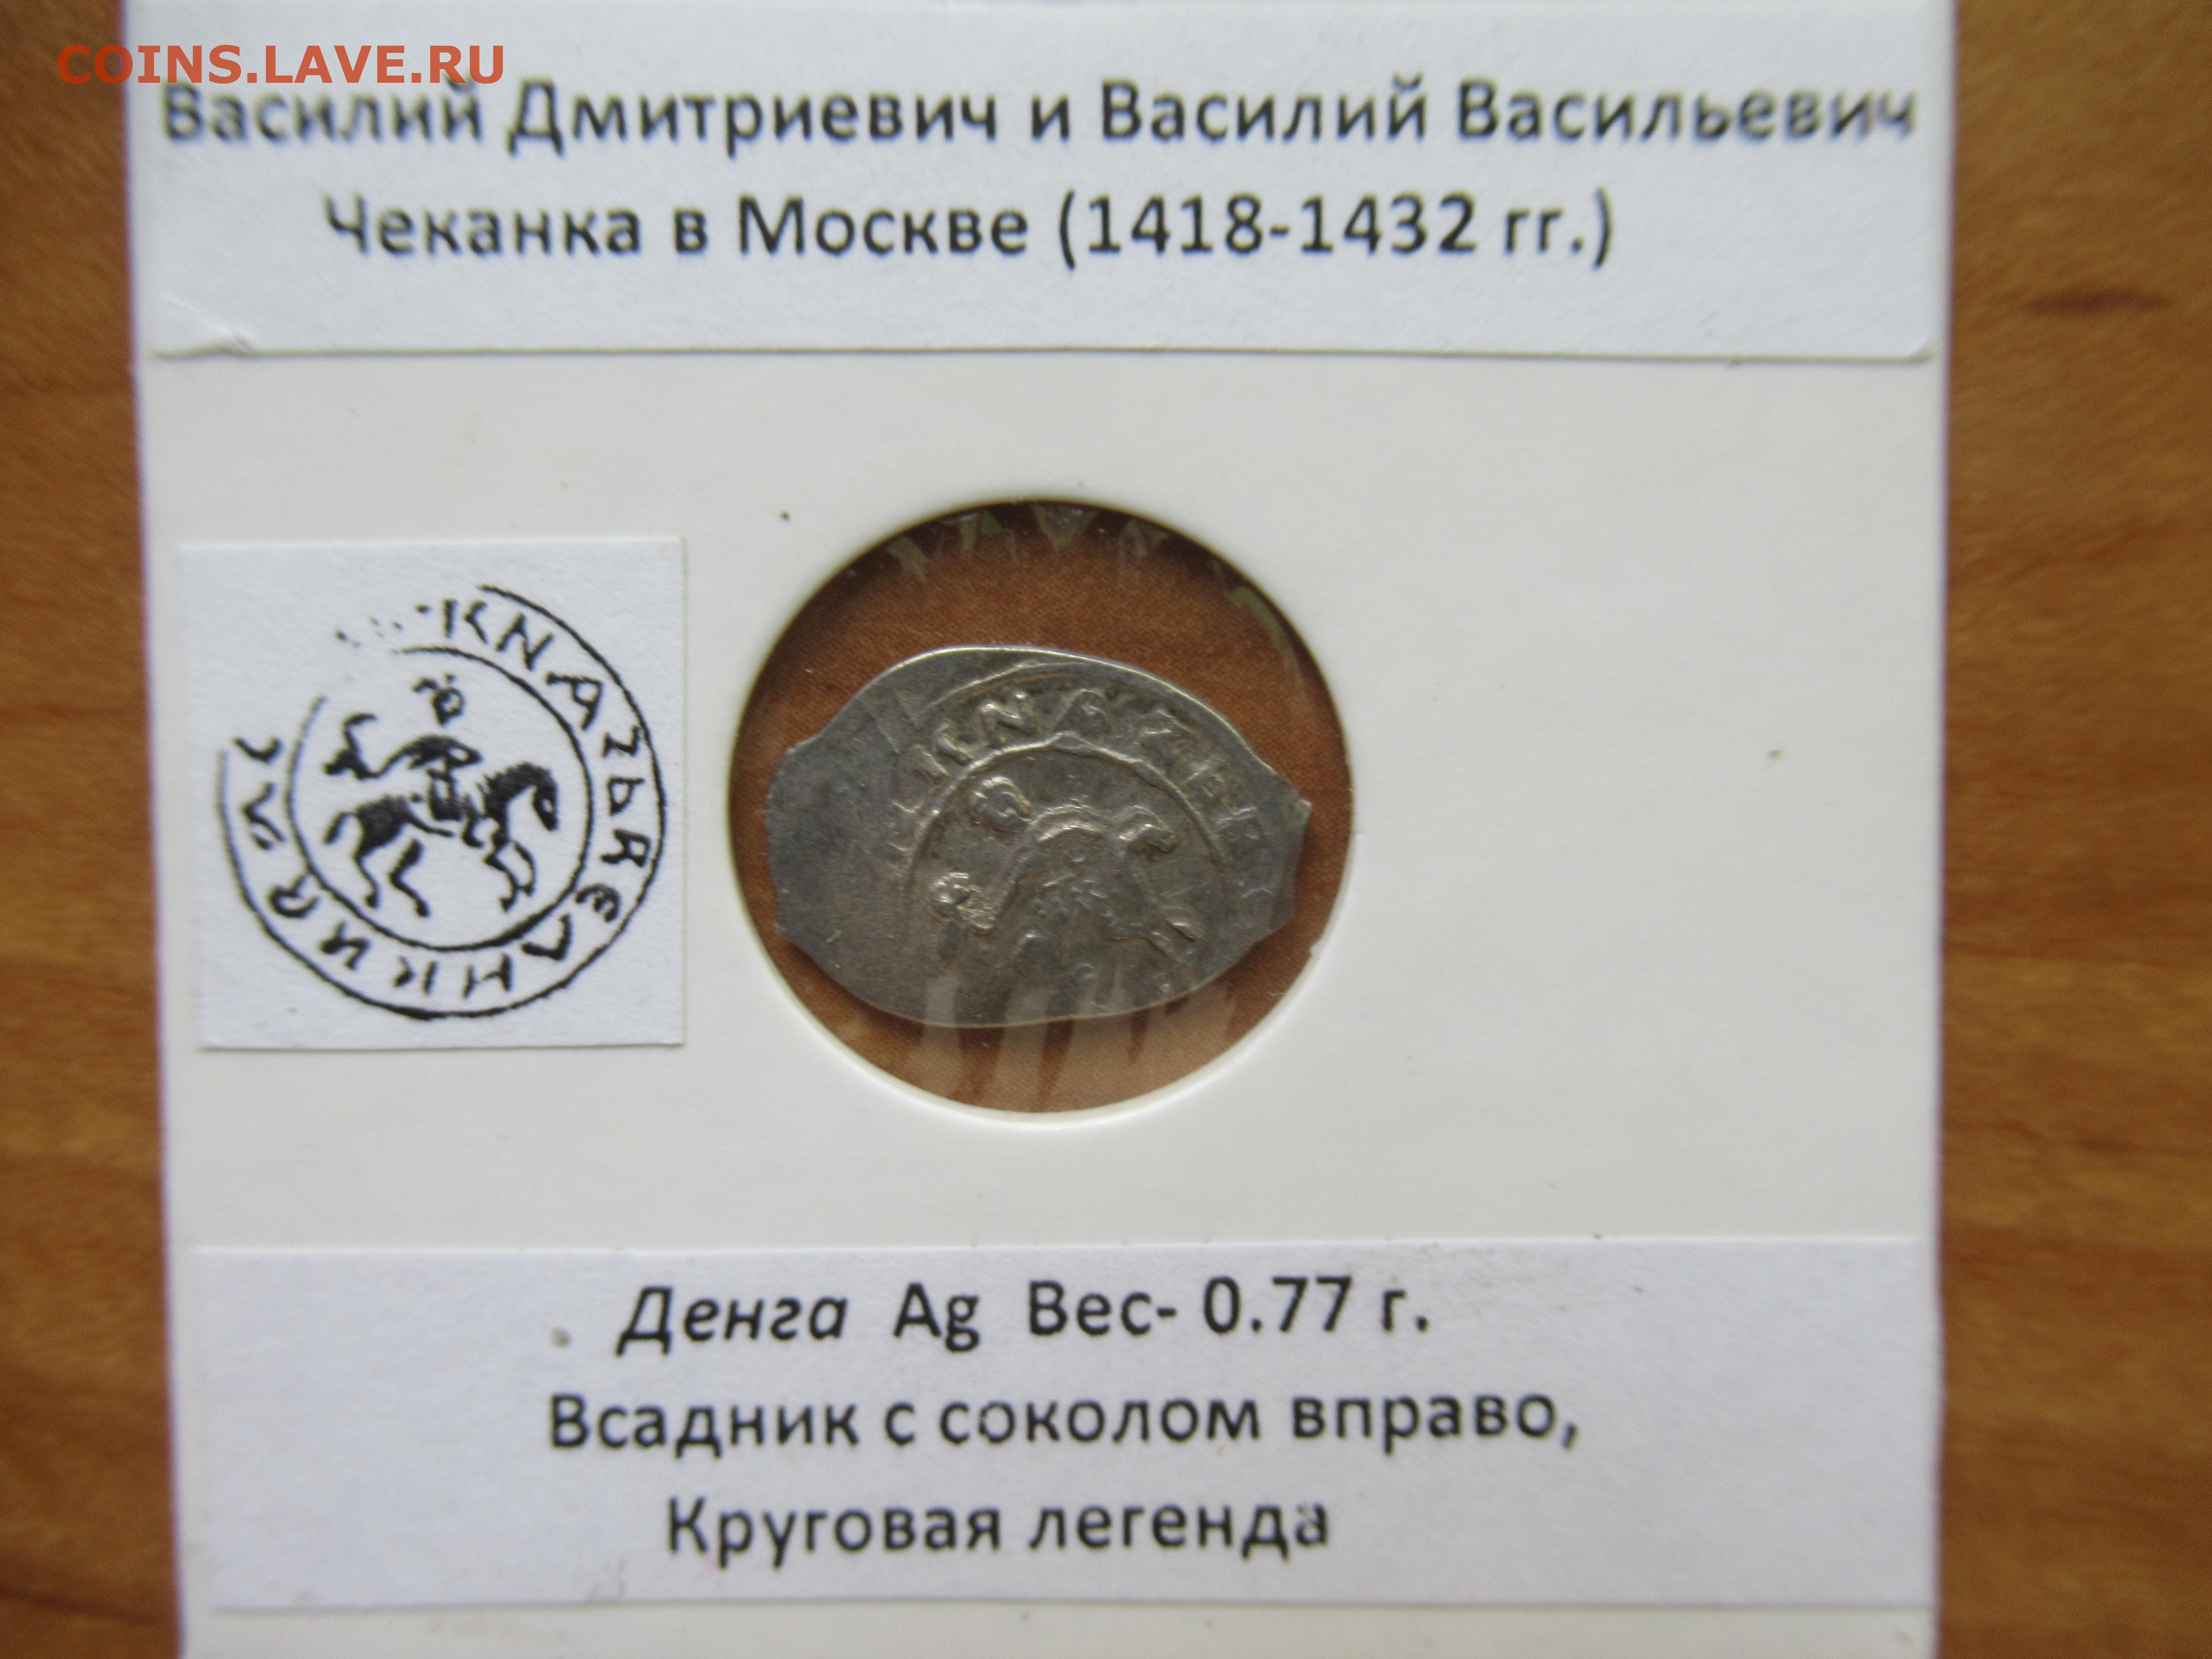 COINS.LAVE.RU
Василий Дмитриевич и Василий Васильевич
Чеканка в Москве (1418-1432 гг.)
Денга Ag Вес- 0.77 г.
Всадник с соколом вправо,
Круговая легенда